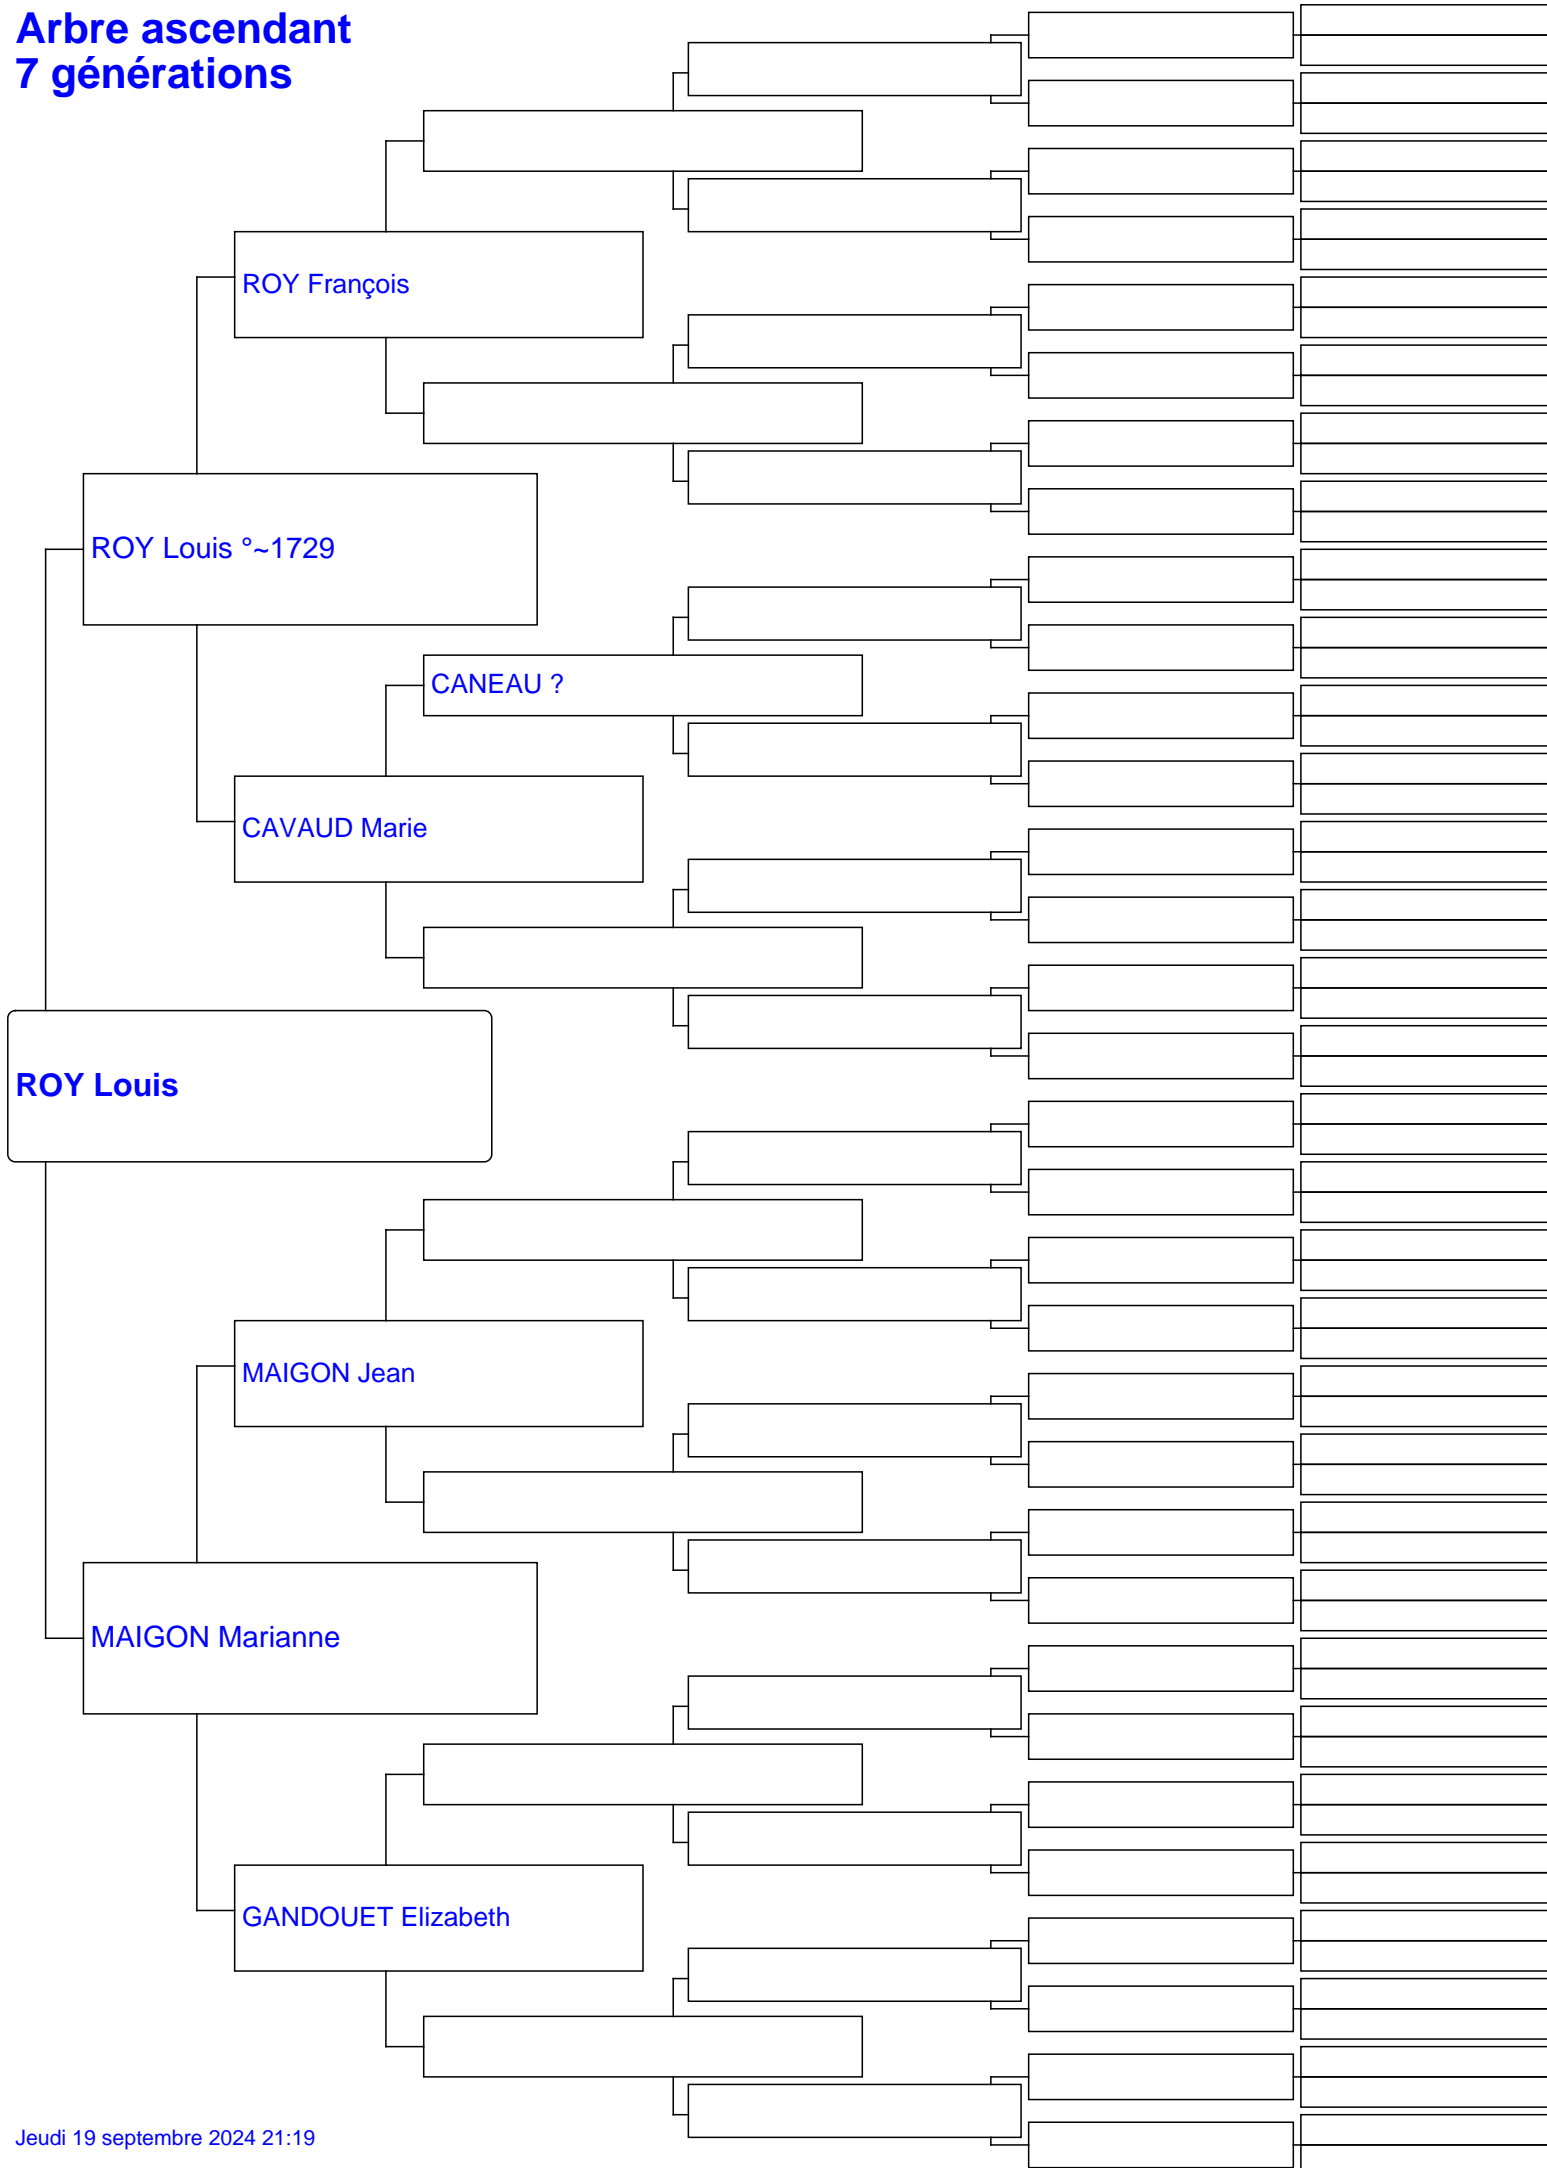 Arbre ascendant
7 générations
ROY François
ROY Louis °~1729
CANEAU ?
CAVAUD Marie
ROY Louis
MAIGON Jean
MAIGON Marianne
GANDOUET Elizabeth
Jeudi 19 septembre 2024 21:19